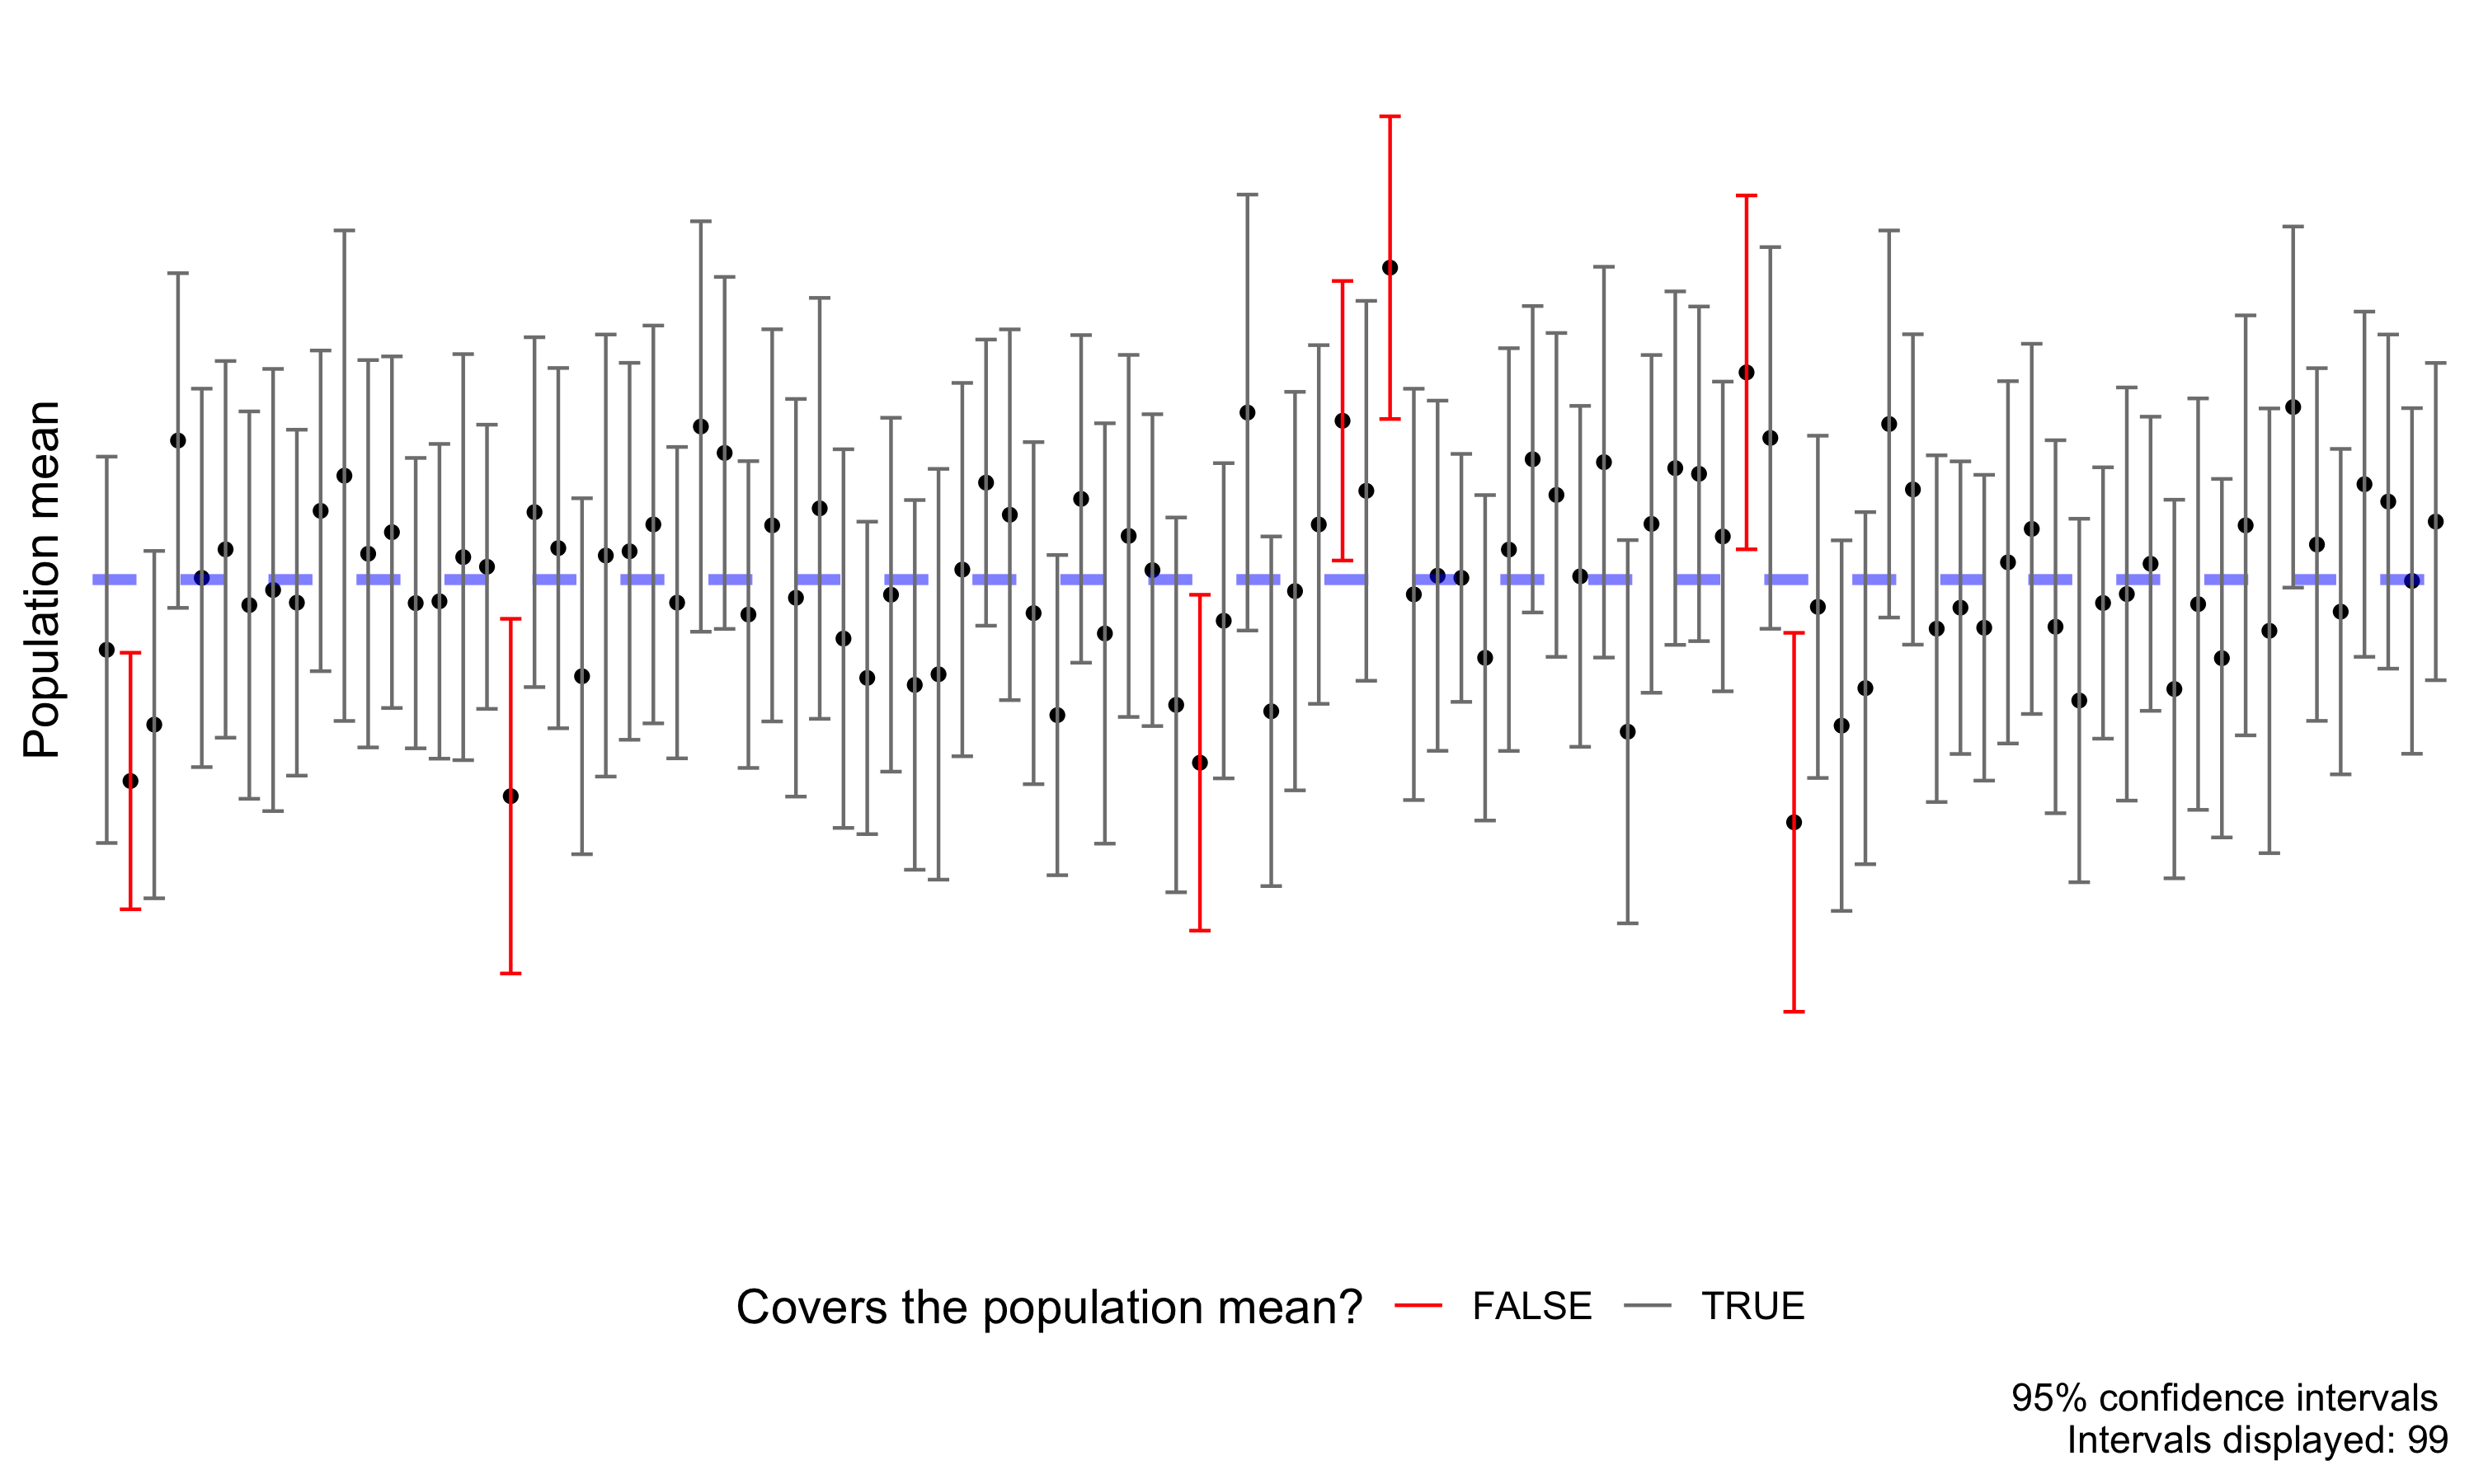 Population mean
Covers the population mean? FALSE TRUE
95% confidence intervals
Intervals displayed: 99